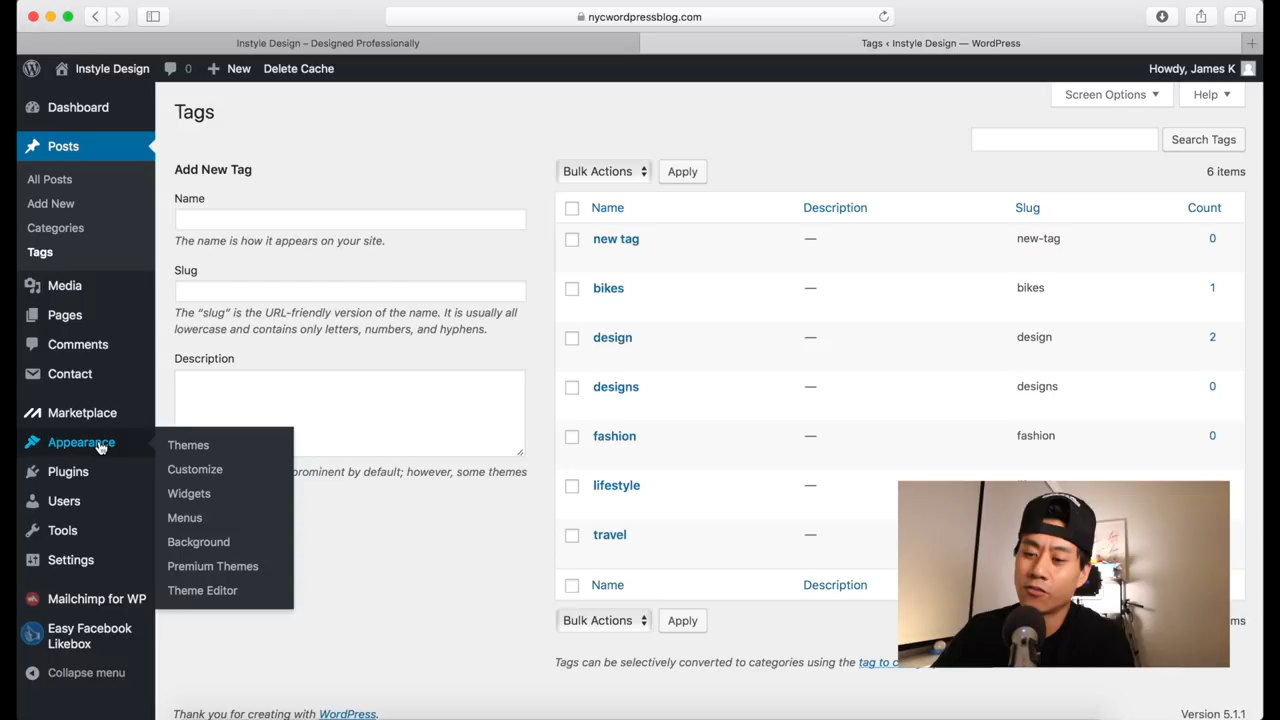 nycwordpressblog.com
Instyle Design – Designed Professionally
Tags ‹ Instyle Design — WordPress
Instyle Design
0
New
Delete Cache
Howdy, James K
Dashboard
Posts
All Posts
Add New
Categories
Tags
Media
Pages
Comments
Contact
Marketplace
Appearance
Plugins
Users
Tools
Settings
Mailchimp for WP
Easy Facebook
Likebox
Collapse menu
Themes
Customize
Widgets
Menus
Background
Premium Themes
Theme Editor
Screen Options
Help
Tags
Search Tags
Add New Tag
Name
The name is how it appears on your site.
Slug
The “slug” is the URL-friendly version of the name. It is usually all
lowercase and contains only letters, numbers, and hyphens.
Description
prominent by default; however, some themes
Bulk Actions
Apply
6 items
Name Description Slug Count
new tag — new-tag 0
bikes — bikes 1
design — design 2
designs — designs 0
fashion — fashion 0
lifestyle —
travel —
Name Description
Bulk Actions
Apply
ms
Tags can be selectively converted to categories using the tag to c
Thank you for creating with WordPress.
Version 5.1.1